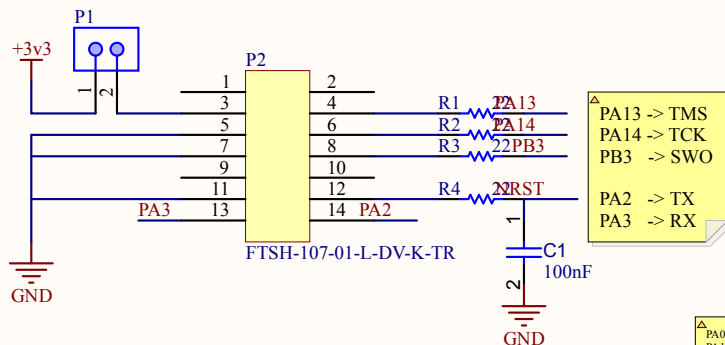 P1
+3v3
1
2
P2
1
2
3
4
R1
22
PA13
5
6
R2
22
PA14
7
8
R3
22
PB3
9
10
11
12
R4
22
NRST
PA3
13
14
PA2
FTSH-107-01-L-DV-K-TR
GND
1
C1
100nF
2
GND
PA13 -> TMS
PA14 -> TCK
PB3 -> SWO
PA2 -> TX
PA3 -> RX
PA0